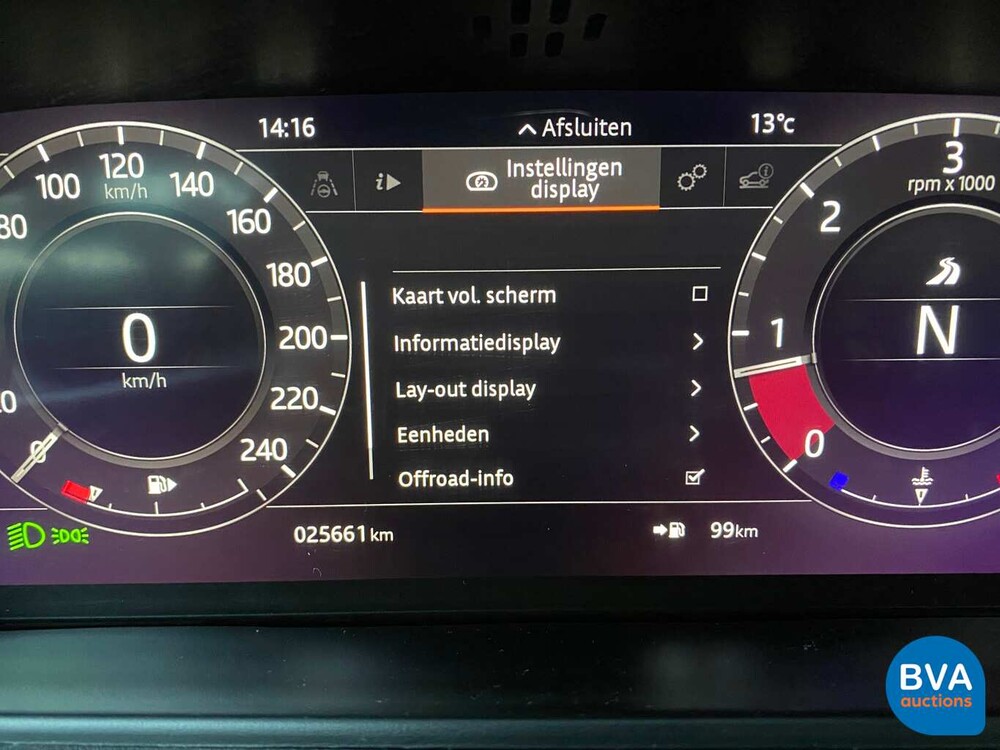 14:16
Afsluiten
13°C
Instellingen
display
Kaart vol. scherm
Informatiedisplay
Lay-out display
Eenheden
Offroad-info
025661 km
99km
0
80
100
120
km/h
140
160
180
200
220
240
0
km/h
3
rpm x 1000
2
1
0
N
BVA
auctions